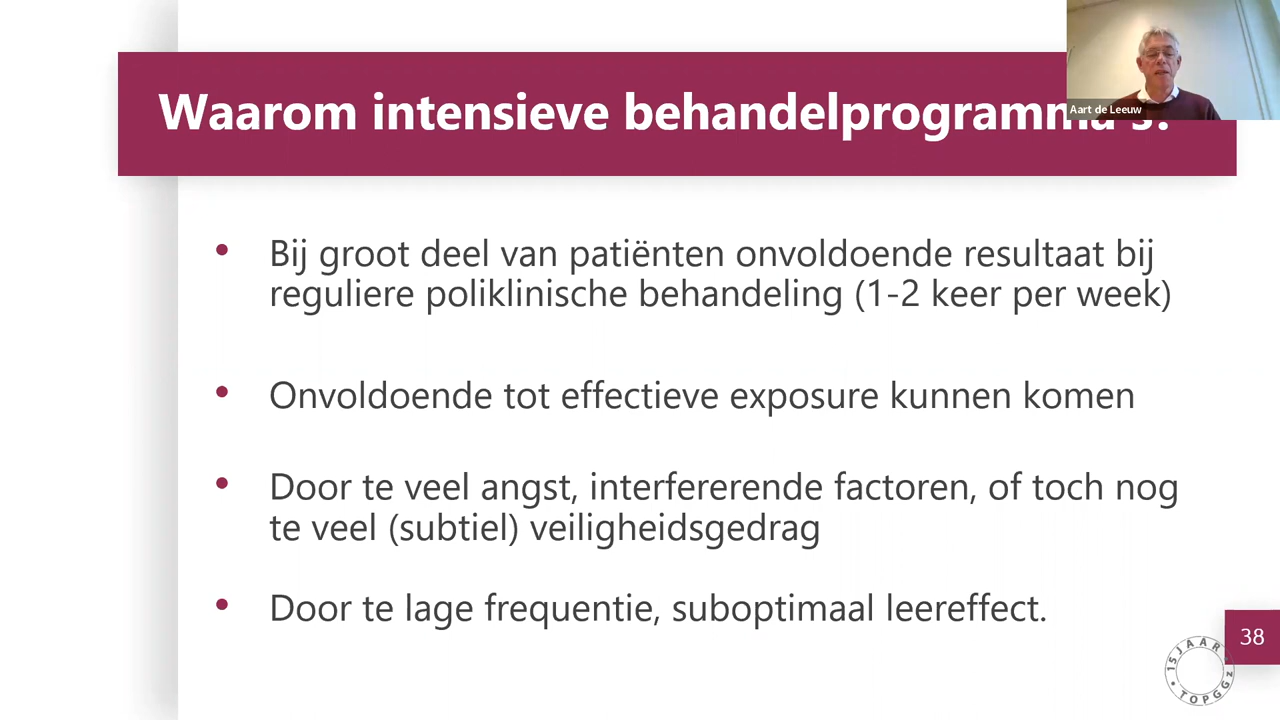 Waarom intensieve behandelprogramma's?
Aart de Leeuw
• Bij groot deel van patiënten onvoldoende resultaat bij
reguliere poliklinische behandeling (1-2 keer per week)
• Onvoldoende tot effectieve exposure kunnen komen
• Door te veel angst, interfererende factoren, of toch nog
te veel (subtiel) veiligheidsgedrag
• Door te lage frequentie, suboptimaal leereffect.
38
15 JAAR
• TOPGGz •